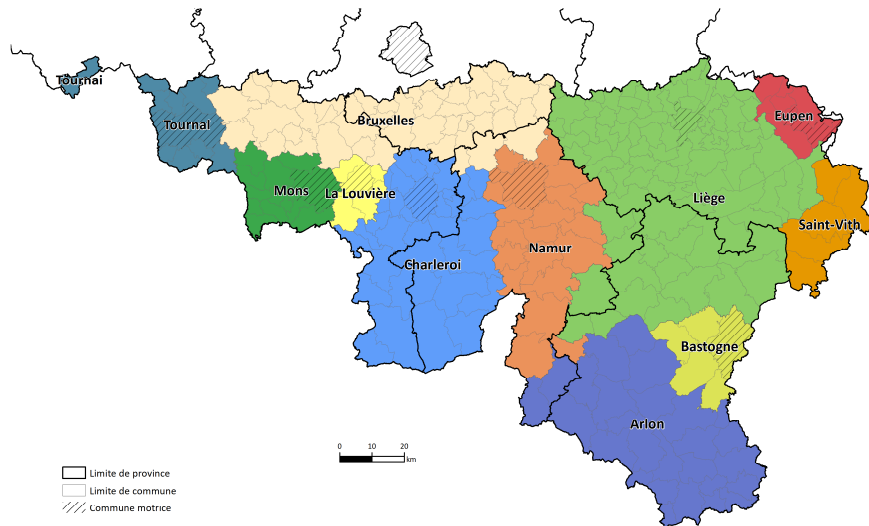 Tournai
Tournai
Bruxelles
Eupen
Mons
La Louvière
Liège
Saint-Vith
Namur
Charleroi
Bastogne
Arlon
0 10 20
km
Limite de province
Limite de commune
Commune motrice